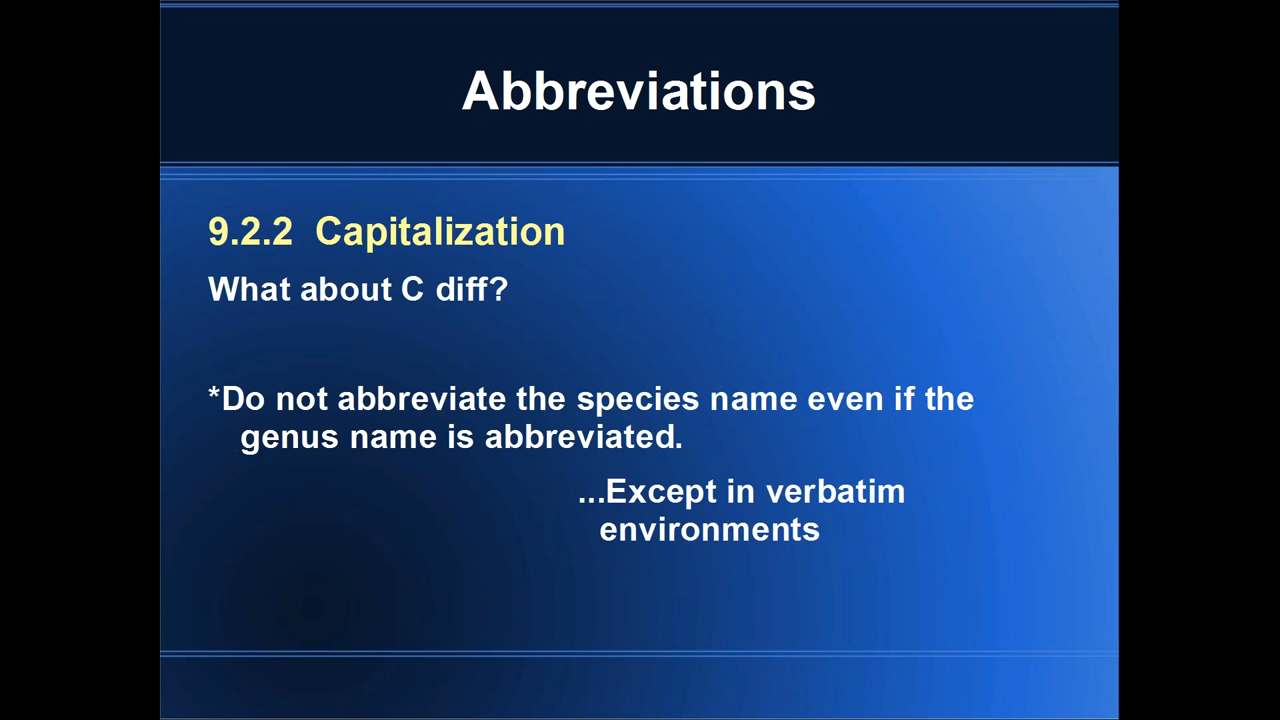 Abbreviations
9.2.2 Capitalization
What about C diff?
*Do not abbreviate the species name even if the
genus name is abbreviated.
...Except in verbatim
environments